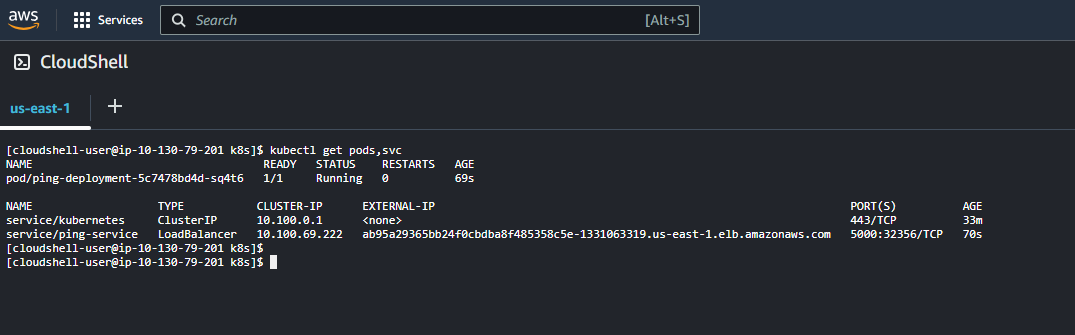 aws Services Search [Alt+S]
CloudShell
us-east-1 +
[cloudshell-user@ip-10-130-79-201 k8s]$ kubectl get pods,svc
NAME READY STATUS RESTARTS AGE
pod/ping-deployment-5c7478bd4d-sq4t6 1/1 Running 0 69s
NAME TYPE CLUSTER-IP EXTERNAL-IP PORT(S) AGE
service/kubernetes ClusterIP 10.100.0.1 <none> 443/TCP 33m
service/ping-service LoadBalancer 10.100.69.222 ab95a29365bb24f0cbdba8f485358c5e-1331063319.us-east-1.elb.amazonaws.com 5000:32356/TCP 70s
[cloudshell-user@ip-10-130-79-201 k8s]$
[cloudshell-user@ip-10-130-79-201 k8s]$